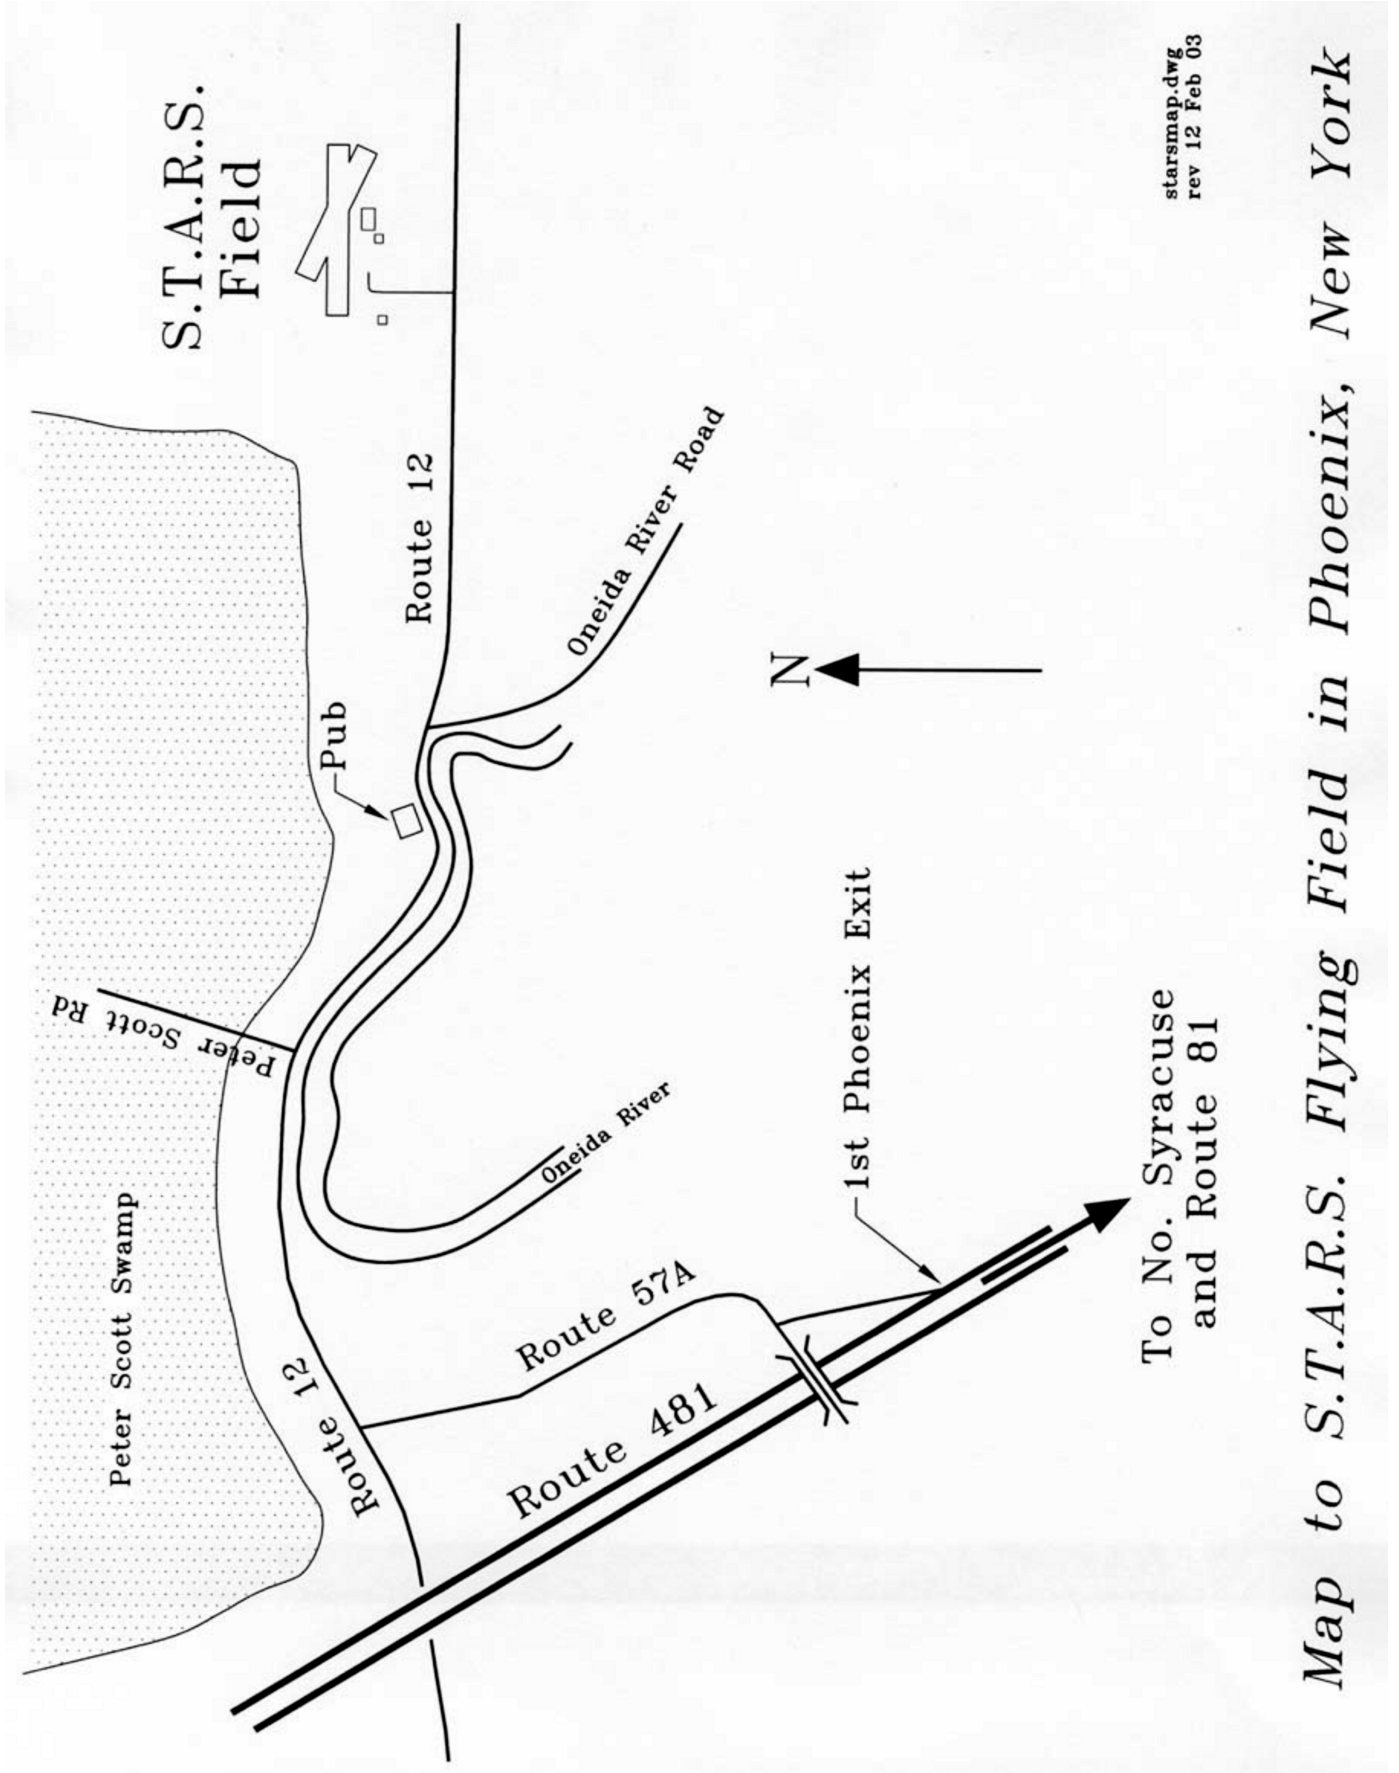 Peter Scott Swamp
Peter Scott Rd
S.T.A.R.S.
Field
Route 12
Pub
Route 12
Oneida River
Oneida River Road
Route 57A
Route 481
N
1st Phoenix Exit
To No. Syracuse
and Route 81
starsmap.dwg
rev 12 Feb 03
Map to S.T.A.R.S. Flying Field in Phoenix, New York